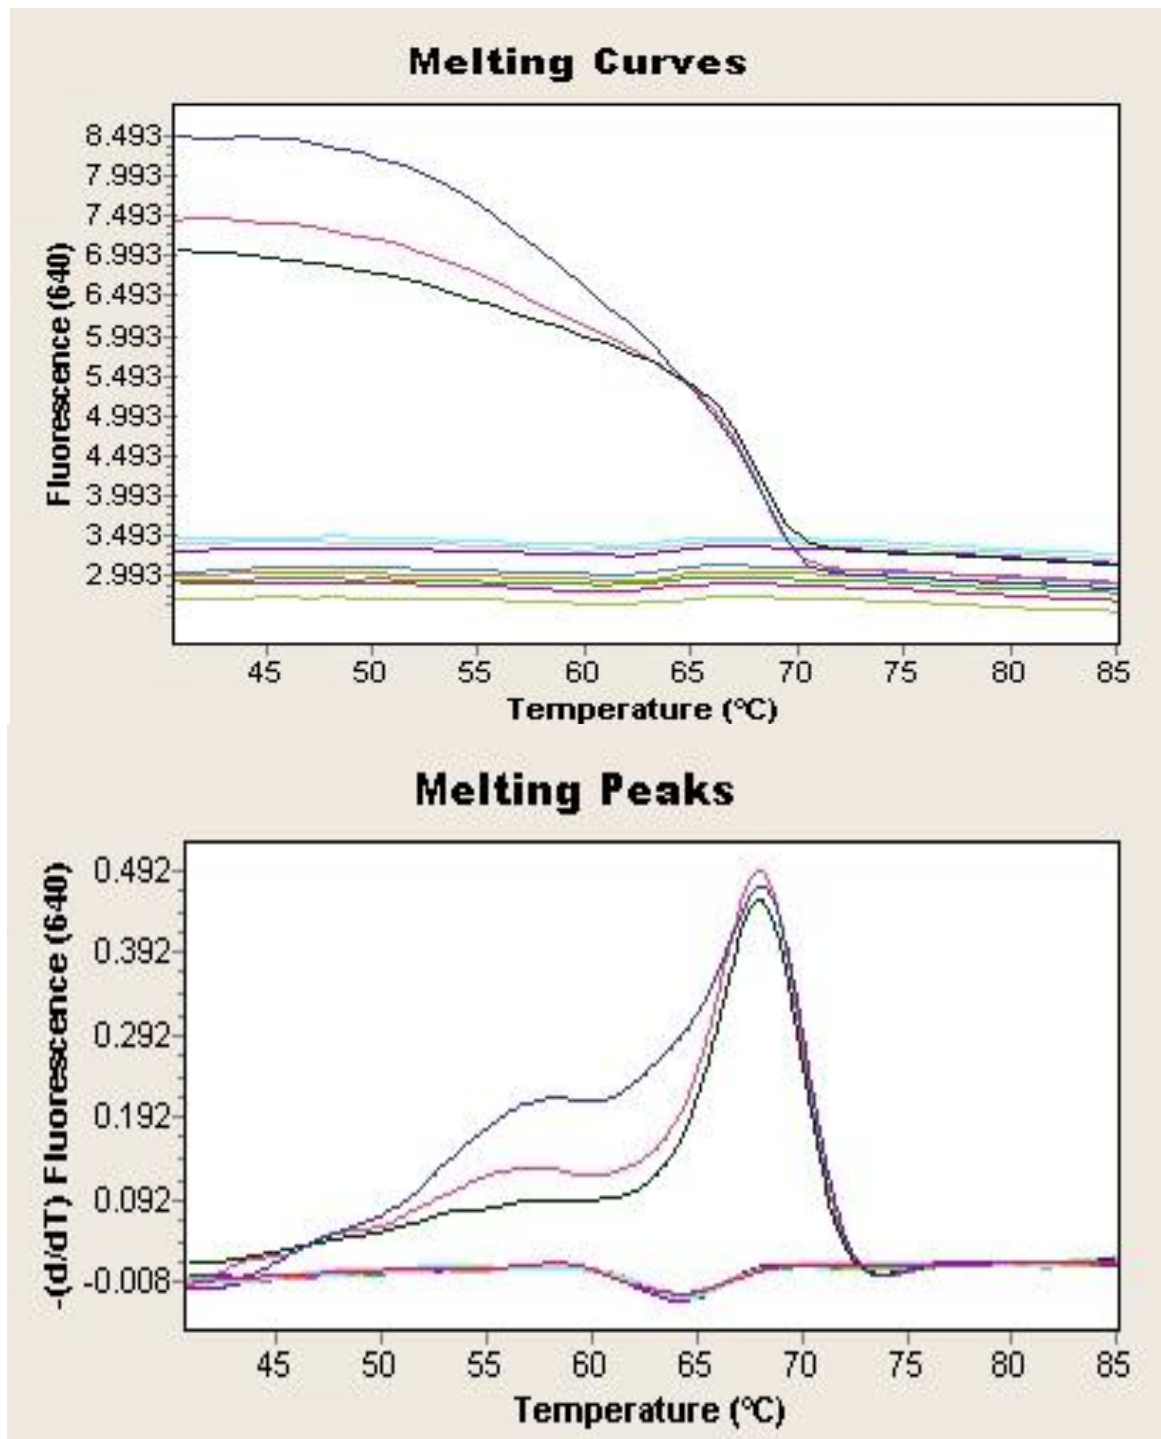 Melting Curves
Fluorescence (640)
8.493
7.993
7.493
6.993
6.493
5.993
5.493
4.993
4.493
3.993
3.493
2.993
45 50 55 60 65 70 75 80 85
Temperature (°C)
Melting Peaks
-(d/dT) Fluorescence (640)
0.492
0.392
0.292
0.192
0.092
-0.008
45 50 55 60 65 70 75 80 85
Temperature (°C)